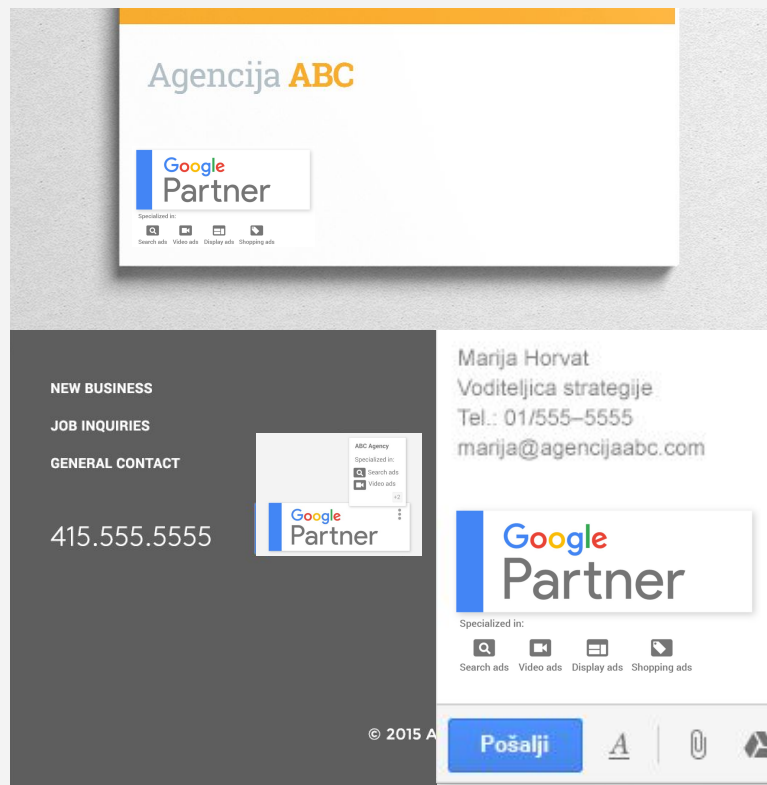 Agencija ABC
Google
Partner
Specialized in:
Search ads Video ads Display ads Shopping ads
NEW BUSINESS
JOB INQUIRIES
GENERAL CONTACT
415.555.5555
ABC Agency
Specialized in:
Search ads
Video ads
+2
Google
Partner
© 2015 A
Marija Horvat
Voditeljica strategije
Tel.: 01/555–5555
marija@agencijaabc.com
Google
Partner
Specialized in:
Search ads Video ads Display ads Shopping ads
Pošalji
A